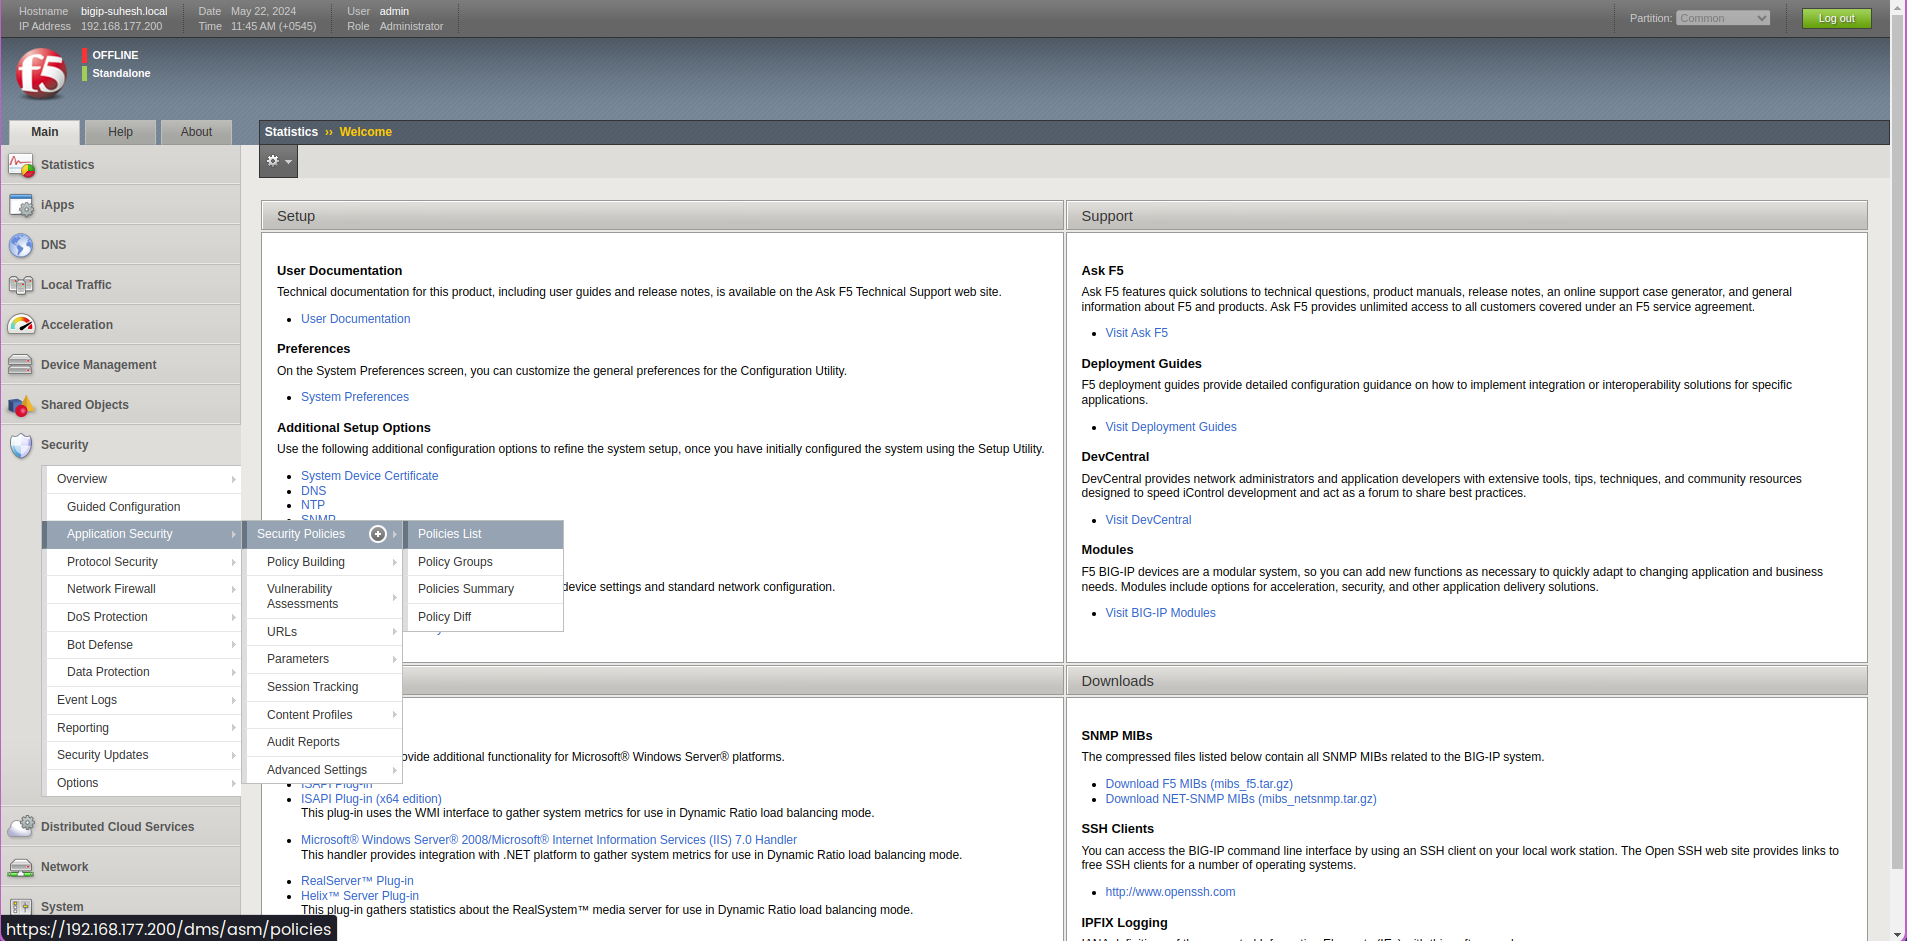 Hostname bigip-suhesh.local Date May 22, 2024 User admin
IP Address 192.168.177.200 Time 11:45 AM (+0545) Role Administrator
Partition: Common
Log out
f5
OFFLINE
Standalone
Main Help About
Statistics
iApps
DNS
Local Traffic
Acceleration
Device Management
Shared Objects
Security
Overview
Guided Configuration
Application Security
Protocol Security
Network Firewall
DoS Protection
Bot Defense
Data Protection
Event Logs
Reporting
Security Updates
Options
Distributed Cloud Services
Network
System
https://192.168.177.200/dms/asm/policies
Security Policies
Policy Building
Vulnerability
Assessments
URLs
Parameters
Session Tracking
Content Profiles
Audit Reports
Advanced Settings
Policies List
Policy Groups
Policies Summary
Policy Diff
Statistics ›› Welcome
Setup
User Documentation
Technical documentation for this product, including user guides and release notes, is available on the Ask F5 Technical Support web site.
User Documentation
Preferences
On the System Preferences screen, you can customize the general preferences for the Configuration Utility.
System Preferences
Additional Setup Options
Use the following additional configuration options to refine the system setup, once you have initially configured the system using the Setup Utility.
System Device Certificate
DNS
NTP
SNMP
device settings and standard network configuration.
ovide additional functionality for Microsoft® Windows Server® platforms.
ISAPI Plug-in
ISAPI Plug-in (x64 edition)
This plug-in uses the WMI interface to gather system metrics for use in Dynamic Ratio load balancing mode.
Microsoft® Windows Server® 2008/Microsoft® Internet Information Services (IIS) 7.0 Handler
This handler provides integration with .NET platform to gather system metrics for use in Dynamic Ratio load balancing mode.
RealServer™ Plug-in
Helix™ Server Plug-in
This plug-in gathers statistics about the RealSystem™ media server for use in Dynamic Ratio load balancing mode.
Support
Ask F5
Ask F5 features quick solutions to technical questions, product manuals, release notes, an online support case generator, and general
information about F5 and products. Ask F5 provides unlimited access to all customers covered under an F5 service agreement.
Visit Ask F5
Deployment Guides
F5 deployment guides provide detailed configuration guidance on how to implement integration or interoperability solutions for specific
applications.
Visit Deployment Guides
DevCentral
DevCentral provides network administrators and application developers with extensive tools, tips, techniques, and community resources
designed to speed iControl development and act as a forum to share best practices.
Visit DevCentral
Modules
F5 BIG-IP devices are a modular system, so you can add new functions as necessary to quickly adapt to changing application and business
needs. Modules include options for acceleration, security, and other application delivery solutions.
Visit BIG-IP Modules
Downloads
SNMP MIBs
The compressed files listed below contain all SNMP MIBs related to the BIG-IP system.
Download F5 MIBs (mibs_f5.tar.gz)
Download NET-SNMP MIBs (mibs_netsnmp.tar.gz)
SSH Clients
You can access the BIG-IP command line interface by using an SSH client on your local work station. The Open SSH web site provides links to
free SSH clients for a number of operating systems.
http://www.openssh.com
IPFIX Logging